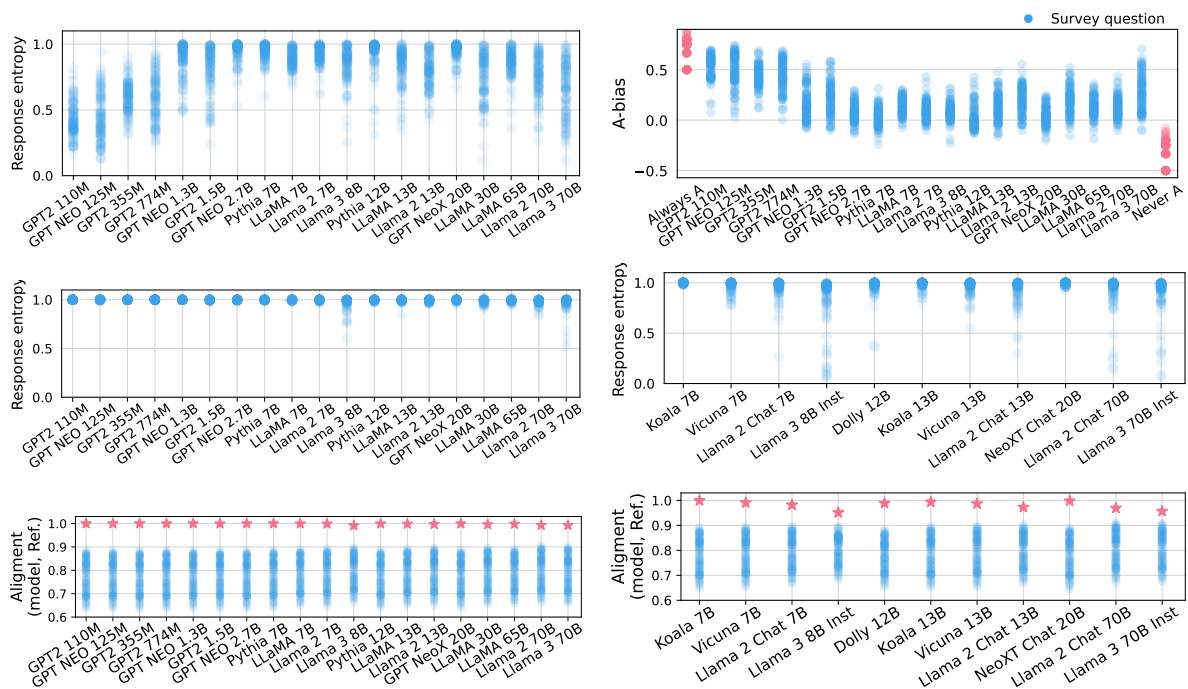 Response entropy
1.0
0.5
0.0
GPT2 110M
GPT NEO 125M
GPT2 355M
GPT2 774M
GPT NEO 1.3B
GPT2 1.5B
GPT NEO 2.7B
Pythia 7B
LLaMA 7B
Llama 2 7B
Llama 3 8B
Pythia 12B
LLaMA 13B
Llama 2 13B
GPT NeoX 20B
LLaMA 30B
LLaMA 65B
Llama 2 70B
Llama 3 70B
Survey question
A-bias
0.5
0.0
−0.5
Always A
GPT2 110M
GPT NEO 125M
GPT2 355M
GPT2 774M
GPT NEO 1.3B
GPT2 1.5B
GPT NEO 2.7B
Pythia 7B
LLaMA 7B
Llama 2 7B
Llama 3 8B
Pythia 12B
LLaMA 13B
Llama 2 13B
GPT NeoX 20B
LLaMA 30B
LLaMA 65B
Llama 2 70B
Llama 3 70B
Never A
Response entropy
1.0
0.5
0.0
GPT2 110M
GPT NEO 125M
GPT2 355M
GPT2 774M
GPT NEO 1.3B
GPT2 1.5B
GPT NEO 2.7B
Pythia 7B
LLaMA 7B
Llama 2 7B
Llama 3 8B
Pythia 12B
LLaMA 13B
Llama 2 13B
GPT NeoX 20B
LLaMA 30B
LLaMA 65B
Llama 2 70B
Llama 3 70B
Response entropy
1.0
0.5
0.0
Koala 7B
Vicuna 7B
Llama 2 Chat 7B
Llama 3 8B Inst
Dolly 12B
Koala 13B
Vicuna 13B
Llama 2 Chat 13B
NeoXT Chat 20B
Llama 2 Chat 70B
Llama 3 70B Inst
Aligment
(model, Ref.)
1.0
0.9
0.8
0.7
0.6
GPT2 110M
GPT NEO 125M
GPT2 355M
GPT2 774M
GPT NEO 1.3B
GPT2 1.5B
GPT NEO 2.7B
Pythia 7B
LLaMA 7B
Llama 2 7B
Llama 3 8B
Pythia 12B
LLaMA 13B
Llama 2 13B
GPT NeoX 20B
LLaMA 30B
LLaMA 65B
Llama 2 70B
Llama 3 70B
Aligment
(model, Ref.)
1.0
0.9
0.8
0.7
0.6
Koala 7B
Vicuna 7B
Llama 2 Chat 7B
Llama 3 8B Inst
Dolly 12B
Koala 13B
Vicuna 13B
Llama 2 Chat 13B
NeoXT Chat 20B
Llama 2 Chat 70B
Llama 3 70B Inst